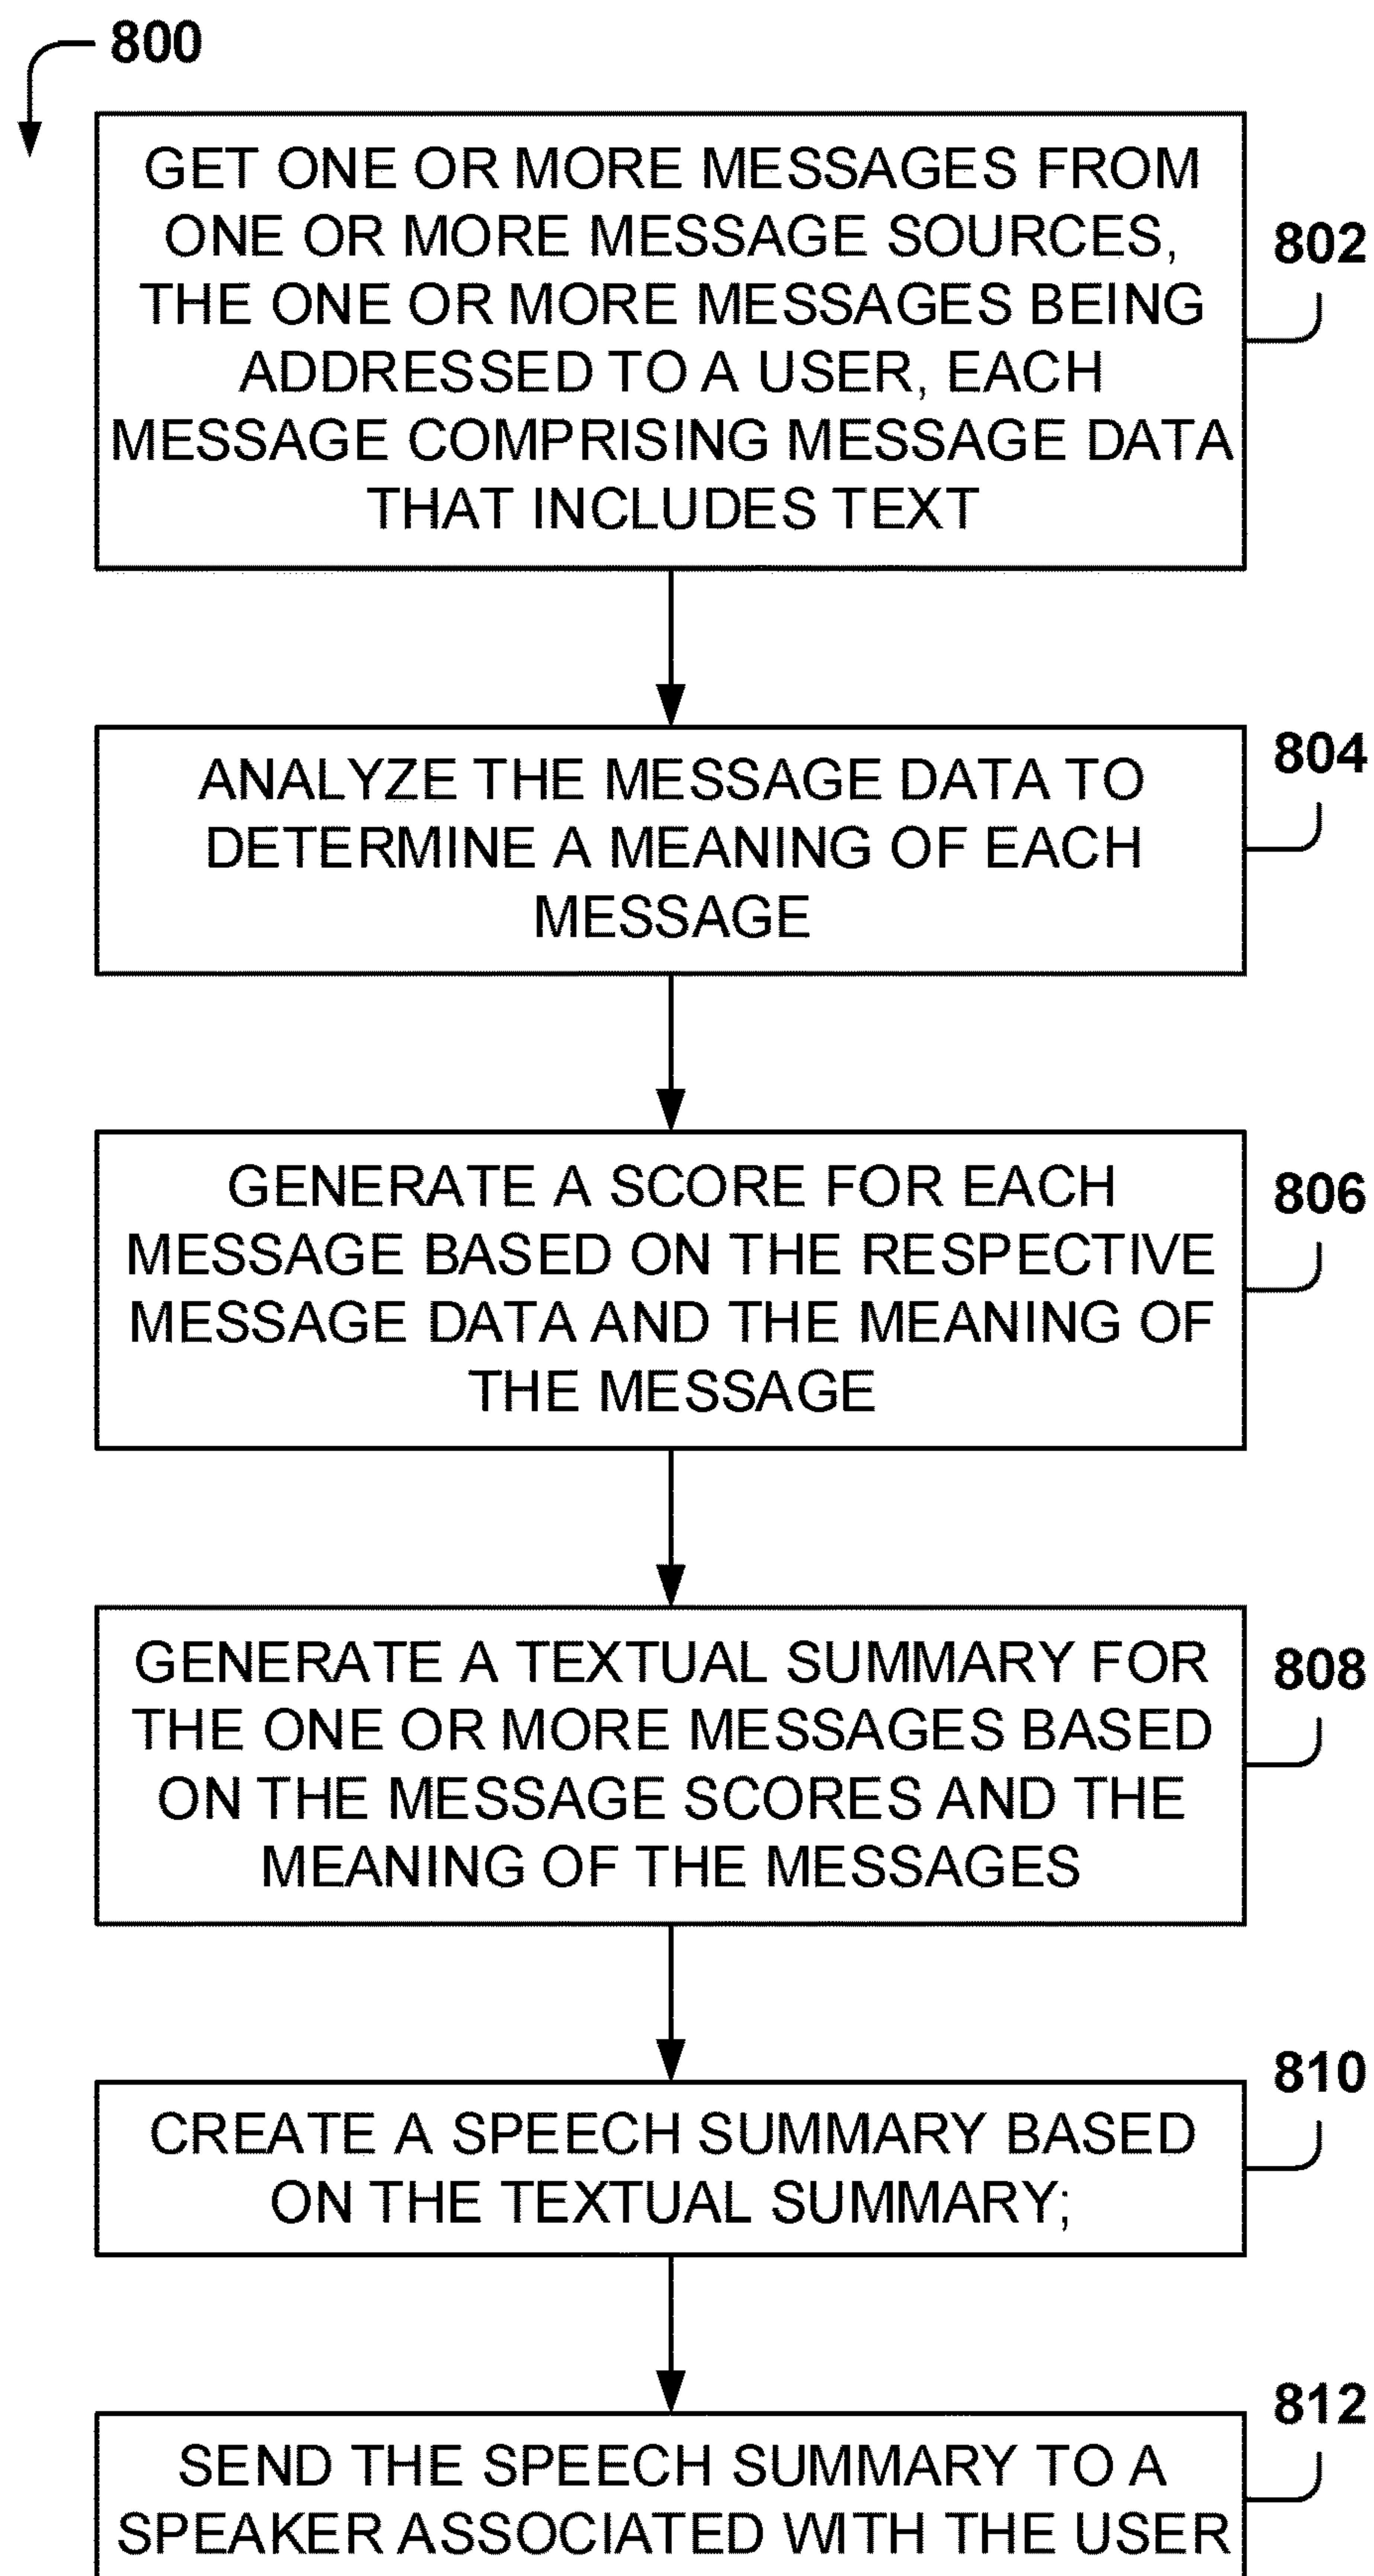 800
GET ONE OR MORE MESSAGES FROM
ONE OR MORE MESSAGE SOURCES,
THE ONE OR MORE MESSAGES BEING
ADDRESSED TO A USER, EACH
MESSAGE COMPRISING MESSAGE DATA
THAT INCLUDES TEXT
802
ANALYZE THE MESSAGE DATA TO
DETERMINE A MEANING OF EACH
MESSAGE
804
GENERATE A SCORE FOR EACH
MESSAGE BASED ON THE RESPECTIVE
MESSAGE DATA AND THE MEANING OF
THE MESSAGE
806
GENERATE A TEXTUAL SUMMARY FOR
THE ONE OR MORE MESSAGES BASED
ON THE MESSAGE SCORES AND THE
MEANING OF THE MESSAGES
808
CREATE A SPEECH SUMMARY BASED
ON THE TEXTUAL SUMMARY;
810
SEND THE SPEECH SUMMARY TO A
SPEAKER ASSOCIATED WITH THE USER
812